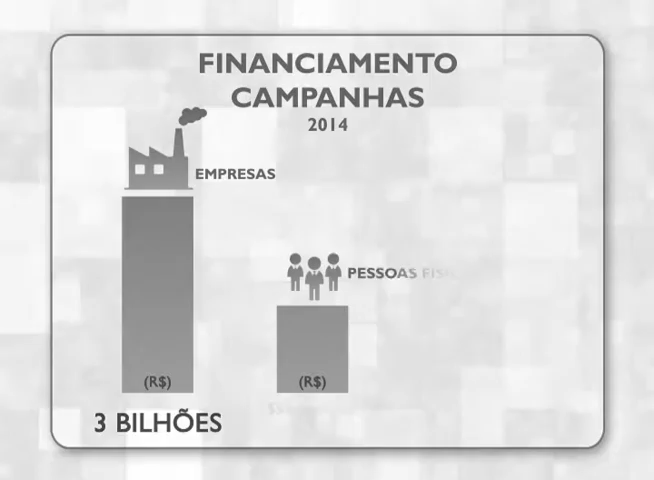 FINANCIAMENTO
CAMPANHAS
2014
EMPRESAS
PESSOAS
(R$)
(R$)
3 BILHÕES